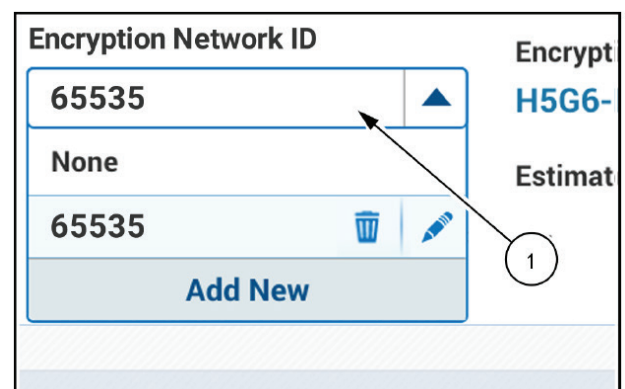 Encryption Network ID
65535
None
65535
Add New
Encrypti
H5G6-
Estimat
1